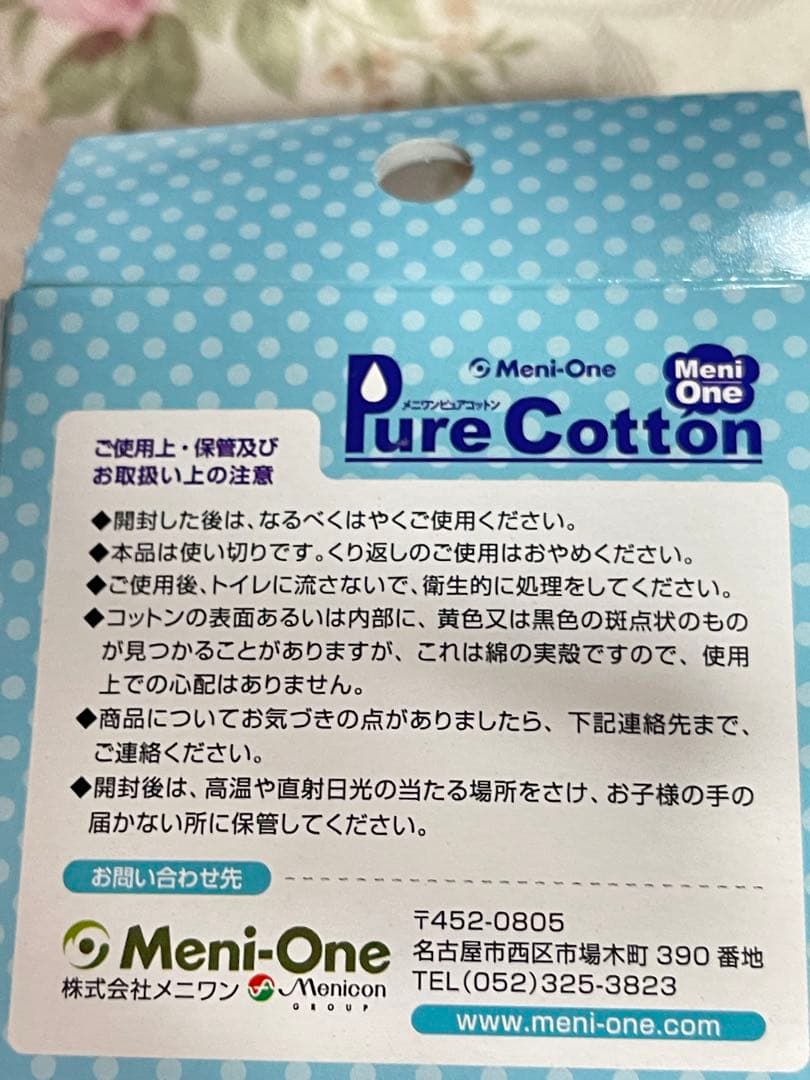 Meni-One
Meni One
メニワンピュアコットン
Pure Cotton
ご使用上・保管及び
お取扱い上の注意
◆開封した後は、なるべくはやくご使用ください。
◆本品は使い切りです。くり返しのご使用はおやめください。
◆ご使用後、トイレに流さないで、衛生的に処理をしてください。
◆コットンの表面あるいは内部に、黄色又は黒色の斑点状のもの
が見つかることがありますが、これは綿の実殻ですので、使用
上での心配はありません。
◆商品についてお気づきの点がありましたら、下記連絡先まで、
ご連絡ください。
◆開封後は、高温や直射日光の当たる場所をさけ、お子様の手の
届かない所に保管してください。
お問い合わせ先
Meni-One
株式会社メニワン Menicon
GROUP
〒452-0805
名古屋市西区市場木町390番地
TEL(052)325-3823
www.meni-one.com